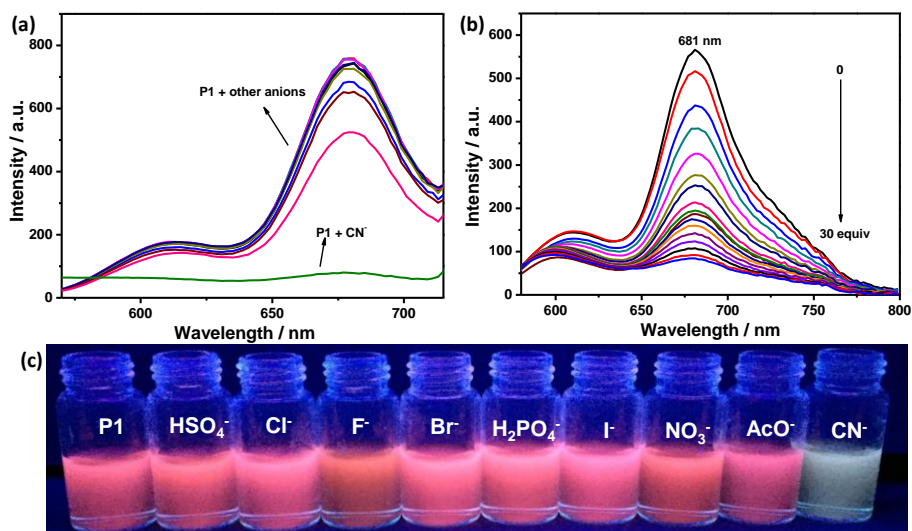 (a)
800
600
400
200
0
Intensity / a.u.
P1 + other anions
P1 + CN⁻
600
650
700
Wavelength / nm
(b)
600
500
400
300
200
100
0
Intensity / a.u.
681 nm
0
30 equiv
600
650
700
750
800
Wavelength / nm
(c)
P1 HSO₄⁻ Cl⁻ F⁻ Br⁻ H₂PO₄⁻ I⁻ NO₃⁻ AcO⁻ CN⁻